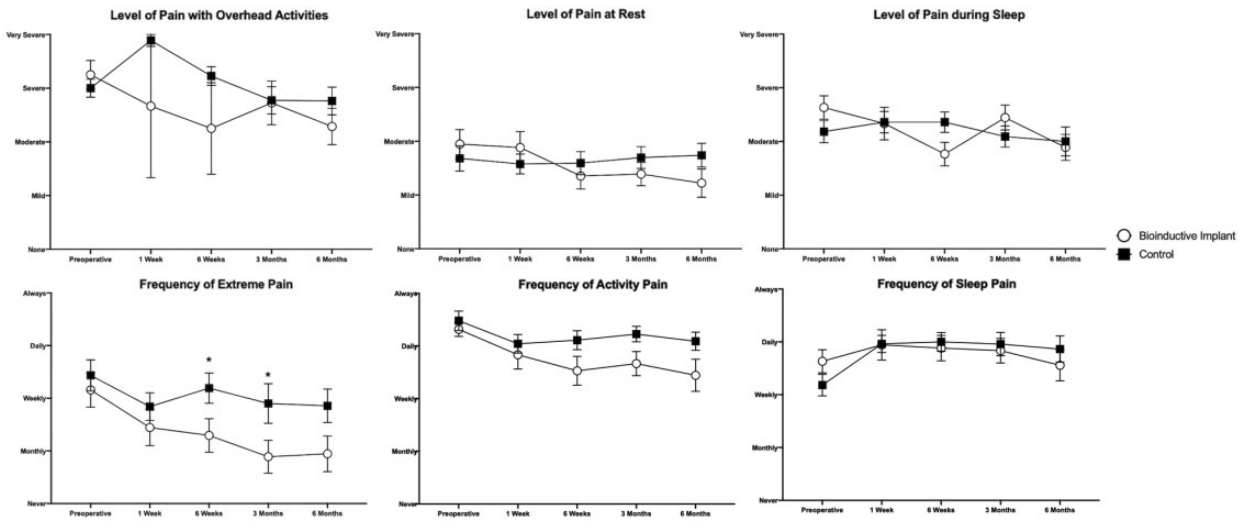 Level of Pain with Overhead Activities
Very Severe
Severe
Moderate
Mild
None
Preoperative 1 Week 6 Weeks 3 Months 6 Months
Level of Pain at Rest
Very Severe
Severe
Moderate
Mild
None
Preoperative 1 Week 6 Weeks 3 Months 6 Months
Level of Pain during Sleep
Very Severe
Severe
Moderate
Mild
None
Preoperative 1 Week 6 Weeks 3 Months 6 Months
Bioinductive Implant
Control
Frequency of Extreme Pain
Always
Daily
* *
Weekly
Monthly
Never
Preoperative 1 Week 6 Weeks 3 Months 6 Months
Frequency of Activity Pain
Always
Daily
Weekly
Monthly
Never
Preoperative 1 Week 6 Weeks 3 Months 6 Months
Frequency of Sleep Pain
Always
Daily
Weekly
Monthly
Never
Preoperative 1 Week 6 Weeks 3 Months 6 Months